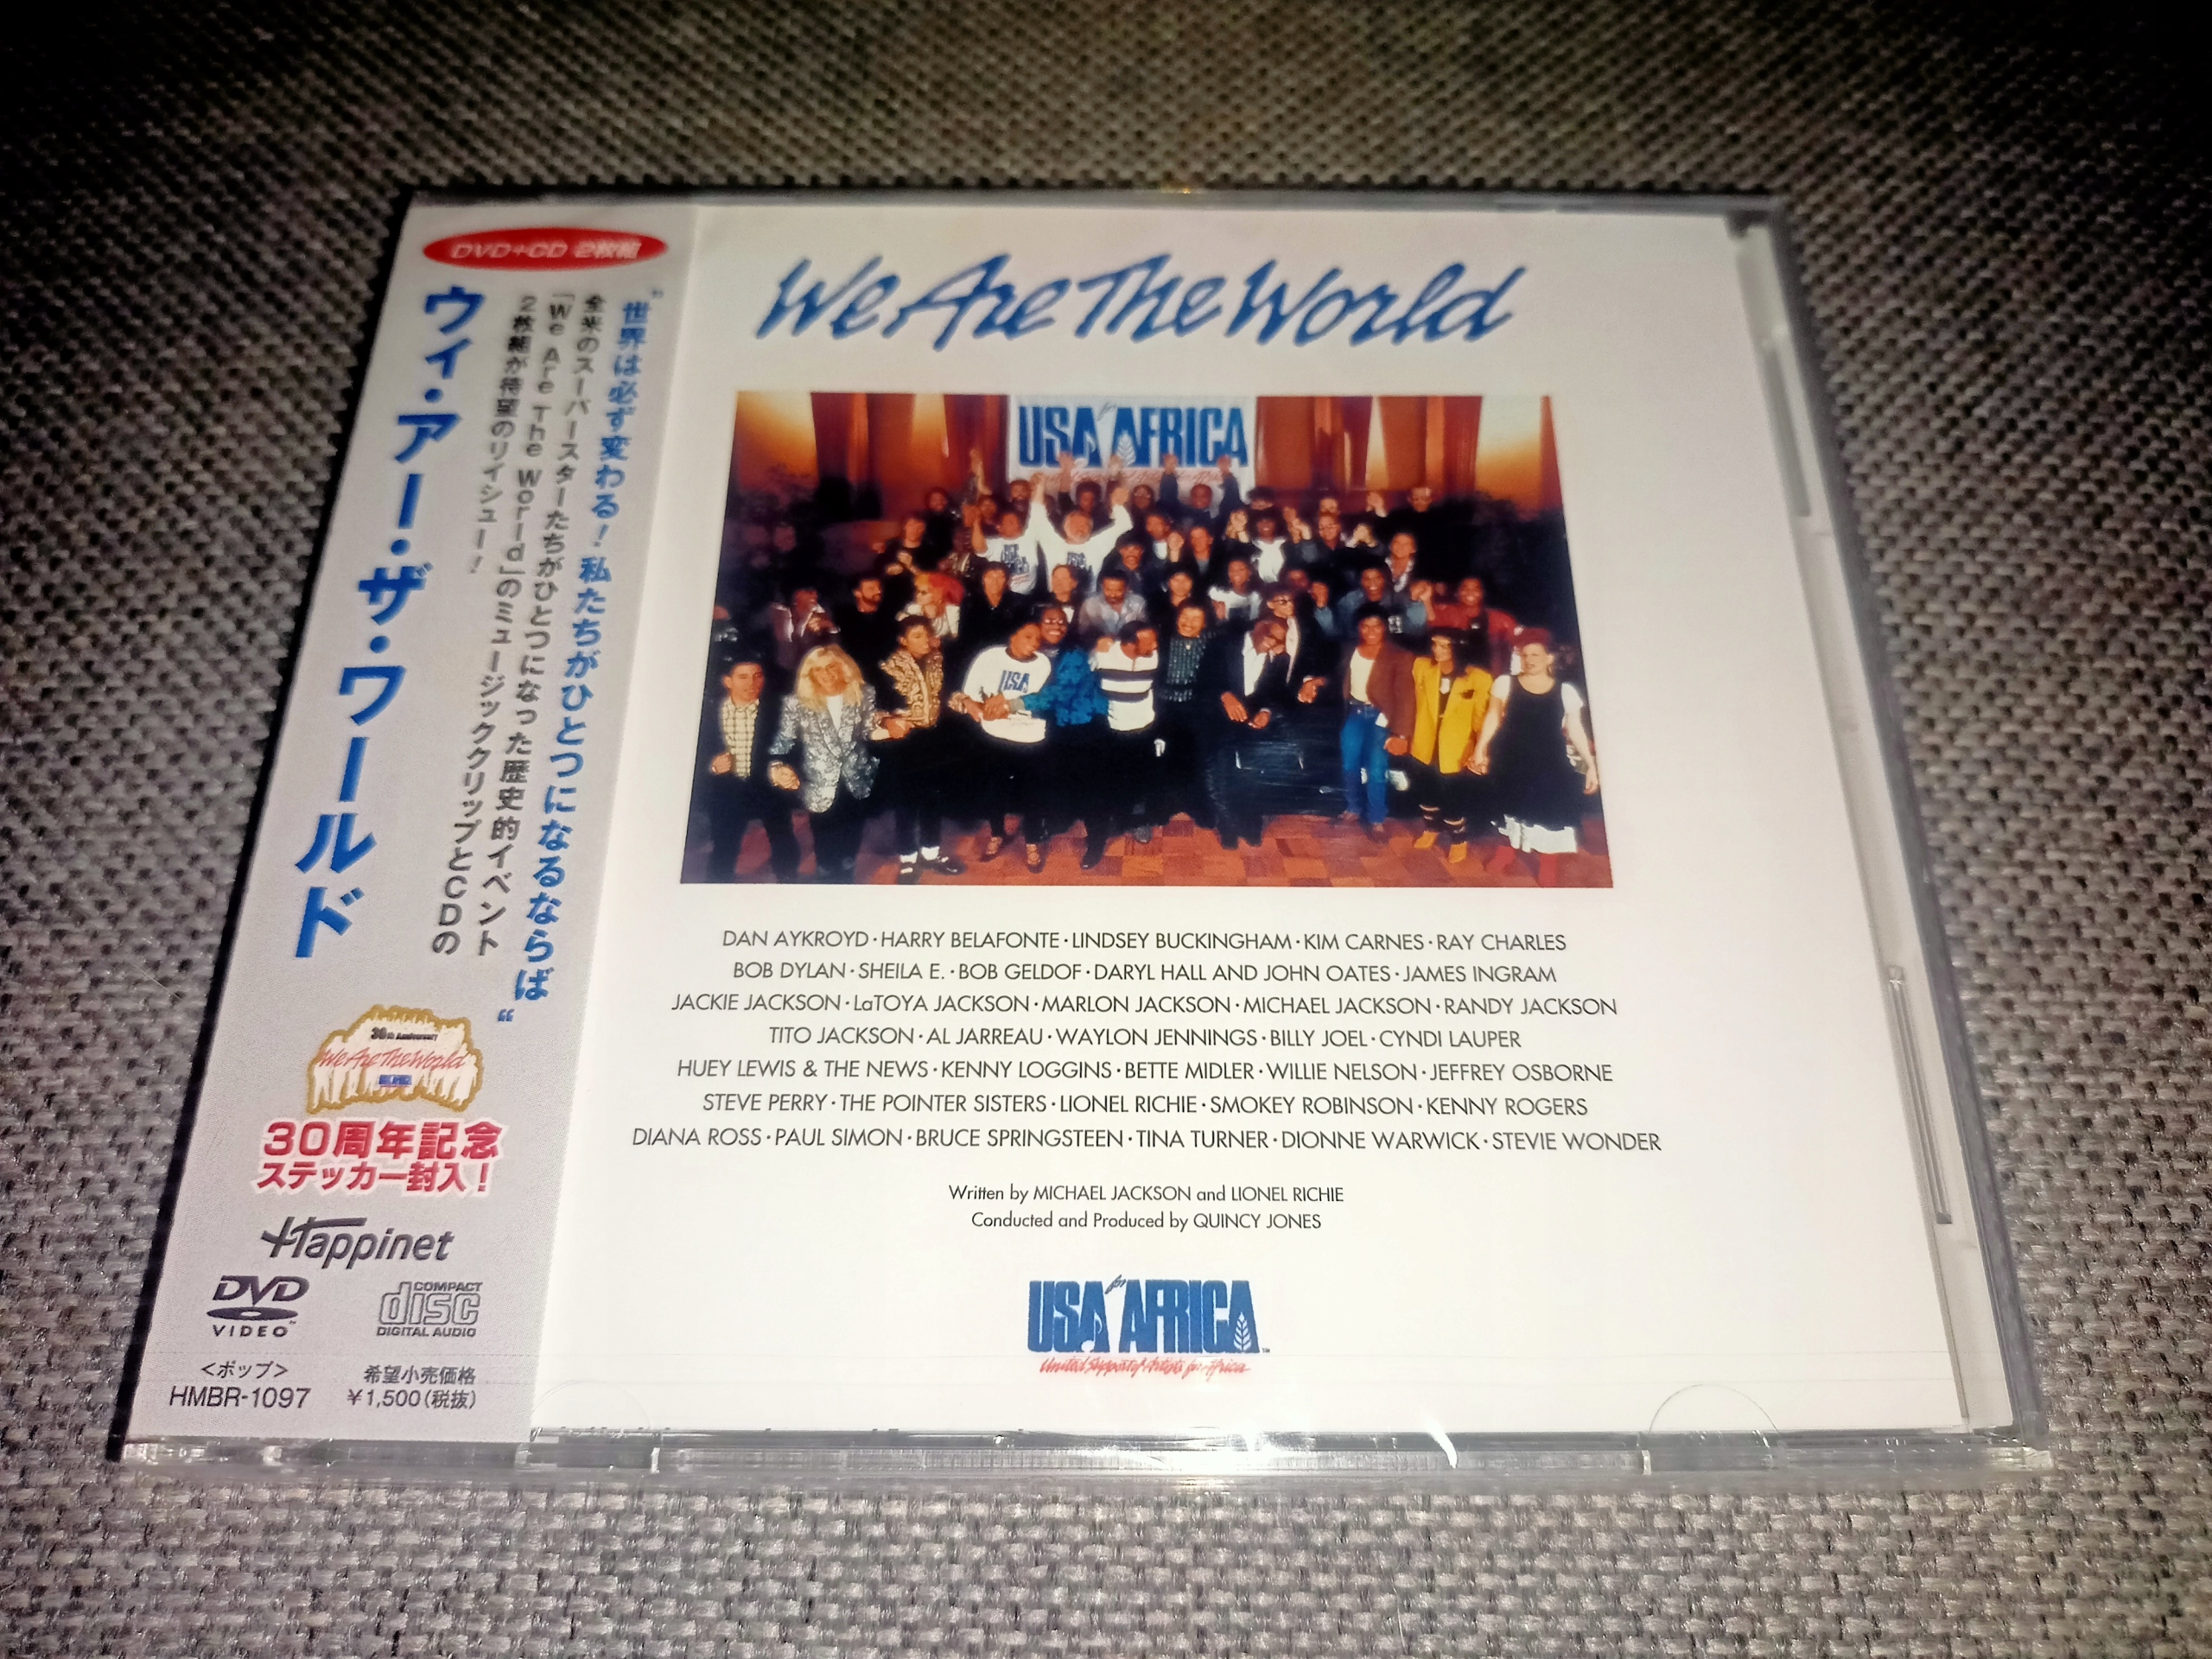 DVD+CD 2枚組
"世界は必ず変わる！私たちがひとつになるならば"
全米のスーパースターたちがひとつになった歴史的イベント
「We Are The World」のミュージッククリップとCDの
2枚組が待望のリイシュー！
ウィ・アー・ザ・ワールド
30th Anniversary
We Are The World
30周年記念
ステッカー封入！
Happinet
DVD
VIDEO
COMPACT
disc
DIGITAL AUDIO
<ポップ>
HMBR-1097
希望小売価格
¥1,500(税抜)
We Are The World
USA for AFRICA
USA
DAN AYKROYD·HARRY BELAFONTE·LINDSEY BUCKINGHAM·KIM CARNES·RAY CHARLES
BOB DYLAN·SHEILA E.·BOB GELDOF·DARYL HALL AND JOHN OATES·JAMES INGRAM
JACKIE JACKSON·LaTOYA JACKSON·MARLON JACKSON·MICHAEL JACKSON·RANDY JACKSON
TITO JACKSON·AL JARREAU·WAYLON JENNINGS·BILLY JOEL·CYNDI LAUPER
HUEY LEWIS & THE NEWS·KENNY LOGGINS·BETTE MIDLER·WILLIE NELSON·JEFFREY OSBORNE
STEVE PERRY·THE POINTER SISTERS·LIONEL RICHIE·SMOKEY ROBINSON·KENNY ROGERS
DIANA ROSS·PAUL SIMON·BRUCE SPRINGSTEEN·TINA TURNER·DIONNE WARWICK·STEVIE WONDER
Written by MICHAEL JACKSON and LIONEL RICHIE
Conducted and Produced by QUINCY JONES
USA for AFRICA™
United Support of Artists for Africa